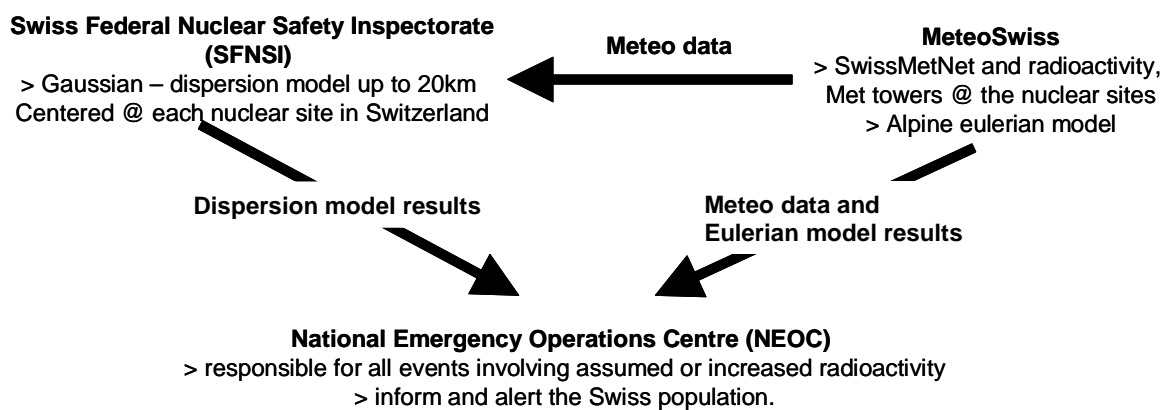 Swiss Federal Nuclear Safety Inspectorate
(SFNSI)
> Gaussian – dispersion model up to 20km
Centered @ each nuclear site in Switzerland
Meteo data
MeteoSwiss
> SwissMetNet and radioactivity,
Met towers @ the nuclear sites
> Alpine eulerian model
Dispersion model results
Meteo data and
Eulerian model results
National Emergency Operations Centre (NEOC)
> responsible for all events involving assumed or increased radioactivity
> inform and alert the Swiss population.